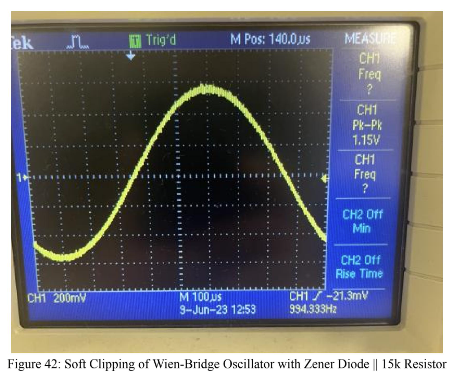 Tek
Trig'd
M Pos: 140.0µs
MEASURE
CH1
Freq
?
CH1
Pk-Pk
1.15V
CH1
Freq
?
CH2 Off
Min
CH2 Off
Rise Time
1
CH1 200mV
M 100µs
CH1 -21.3mV
9-Jun-23 12:53
994.333Hz
Figure 42: Soft Clipping of Wien-Bridge Oscillator with Zener Diode || 15k Resistor